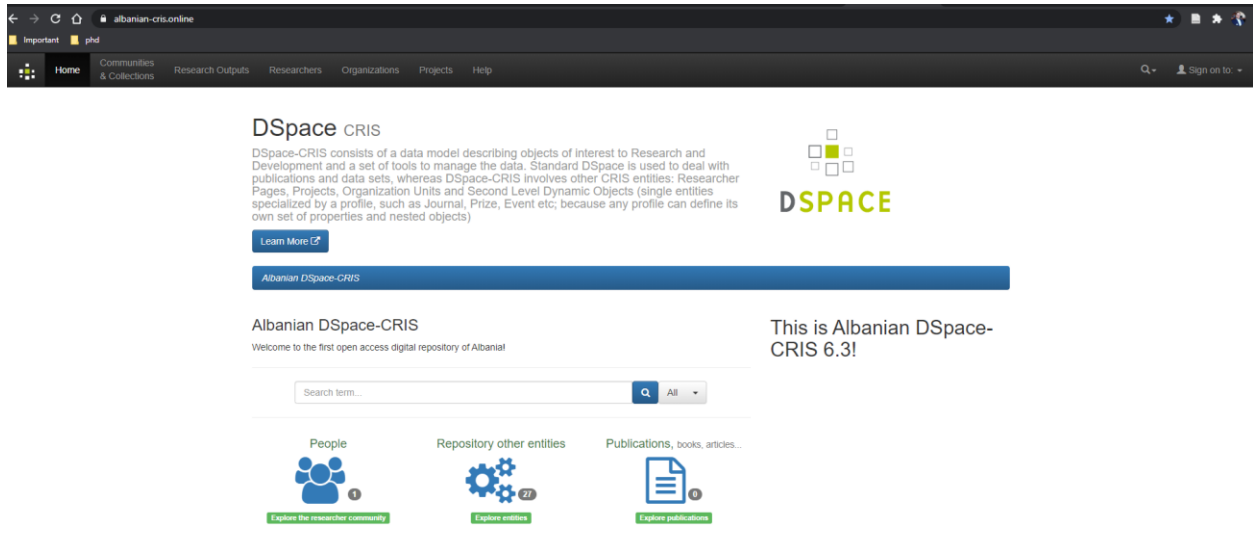 albanian-cris.online
Important phd
Home Communities & Collections Research Outputs Researchers Organizations Projects Help Sign on to:
DSpace CRIS
DSpace-CRIS consists of a data model describing objects of interest to Research and
Development and a set of tools to manage the data. Standard DSpace is used to deal with
publications and data sets, whereas DSpace-CRIS involves other CRIS entities: Researcher
Pages, Projects, Organization Units and Second Level Dynamic Objects (single entities
specialized by a profile, such as Journal, Prize, Event etc; because any profile can define its
own set of properties and nested objects)
DSPACE
Learn More
Albanian DSpace-CRIS
Albanian DSpace-CRIS
Welcome to the first open access digital repository of Albania!
This is Albanian DSpace-
CRIS 6.3!
Search term...
All
People Repository other entities Publications, books, articles...
1 27 0
Explore the researcher community Explore entities Explore publications